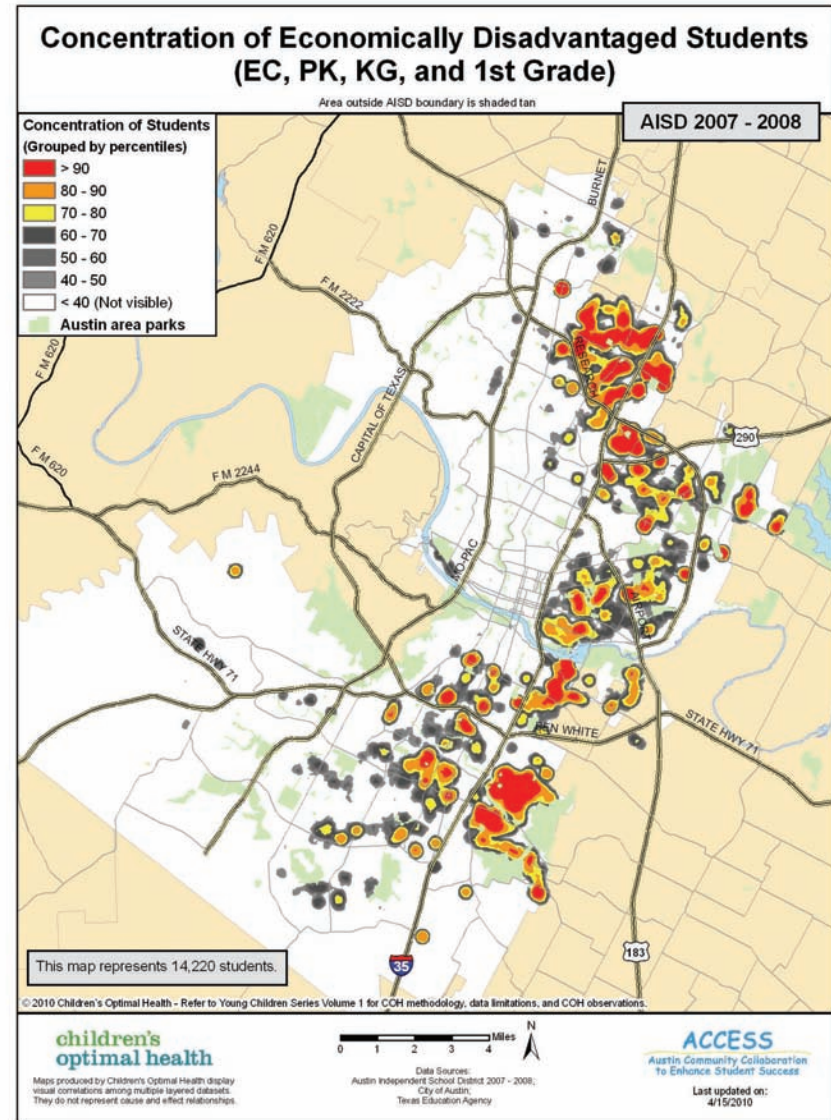 Concentration of Economically Disadvantaged Students
(EC, PK, KG, and 1st Grade)
Area outside AISD boundary is shaded tan
AISD 2007 - 2008
Concentration of Students
(Grouped by percentiles)
> 90
80 - 90
70 - 80
60 - 70
50 - 60
40 - 50
< 40 (Not visible)
Austin area parks
BURNET
F M 620
F M 2222
F M 620
RESEARCH
CAPITAL OF TEXAS
290
F M 620
F M 2244
MO-PAC
AIRPORT
STATE HWY 71
BEN WHITE
STATE HWY 71
183
35
This map represents 14,220 students.
© 2010 Children's Optimal Health - Refer to Young Children Series Volume 1 for COH methodology, data limitations, and COH observations.
children's
optimal health
Maps produced by Children's Optimal Health display
visual correlations among multiple layered datasets.
They do not represent cause and effect relationships.
Miles
0 1 2 3 4
N
Data Sources:
Austin Independent School District 2007 - 2008;
City of Austin;
Texas Education Agency
ACCESS
Austin Community Collaboration
to Enhance Student Success
Last updated on:
4/15/2010